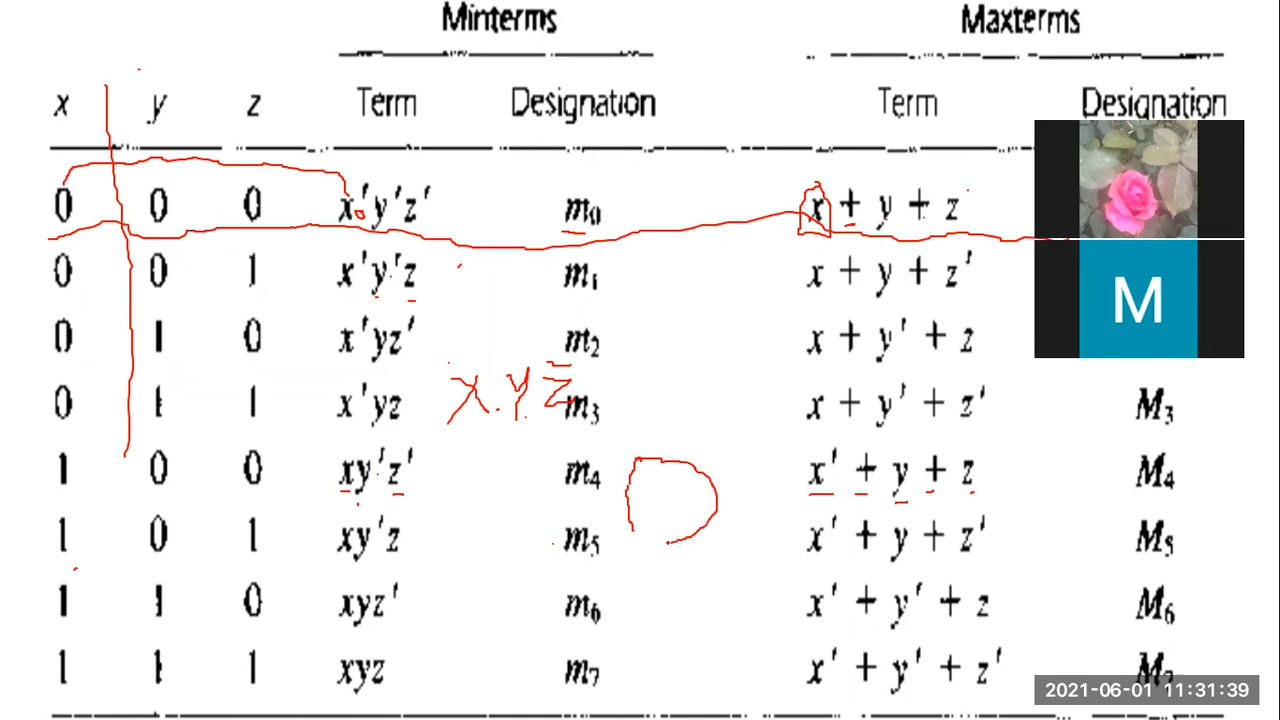 Minterms Maxterms
x y z Term Designation Term Designation
0 0 0 x'y'z' m₀ x + y + z
0 0 1 x'y'z m₁ x + y + z'
0 1 0 x'yz' m₂ x + y' + z
0 1 1 x'yz m₃ x + y' + z' M₃
X.YZ̄
1 0 0 xy'z' m₄ x' + y + z M₄
1 0 1 xy'z m₅ x' + y + z' M₅
1 1 0 xyz' m₆ x' + y' + z M₆
1 1 1 xyz m₇ x' + y' + z' M₇
M
2021-06-01 11:31:39